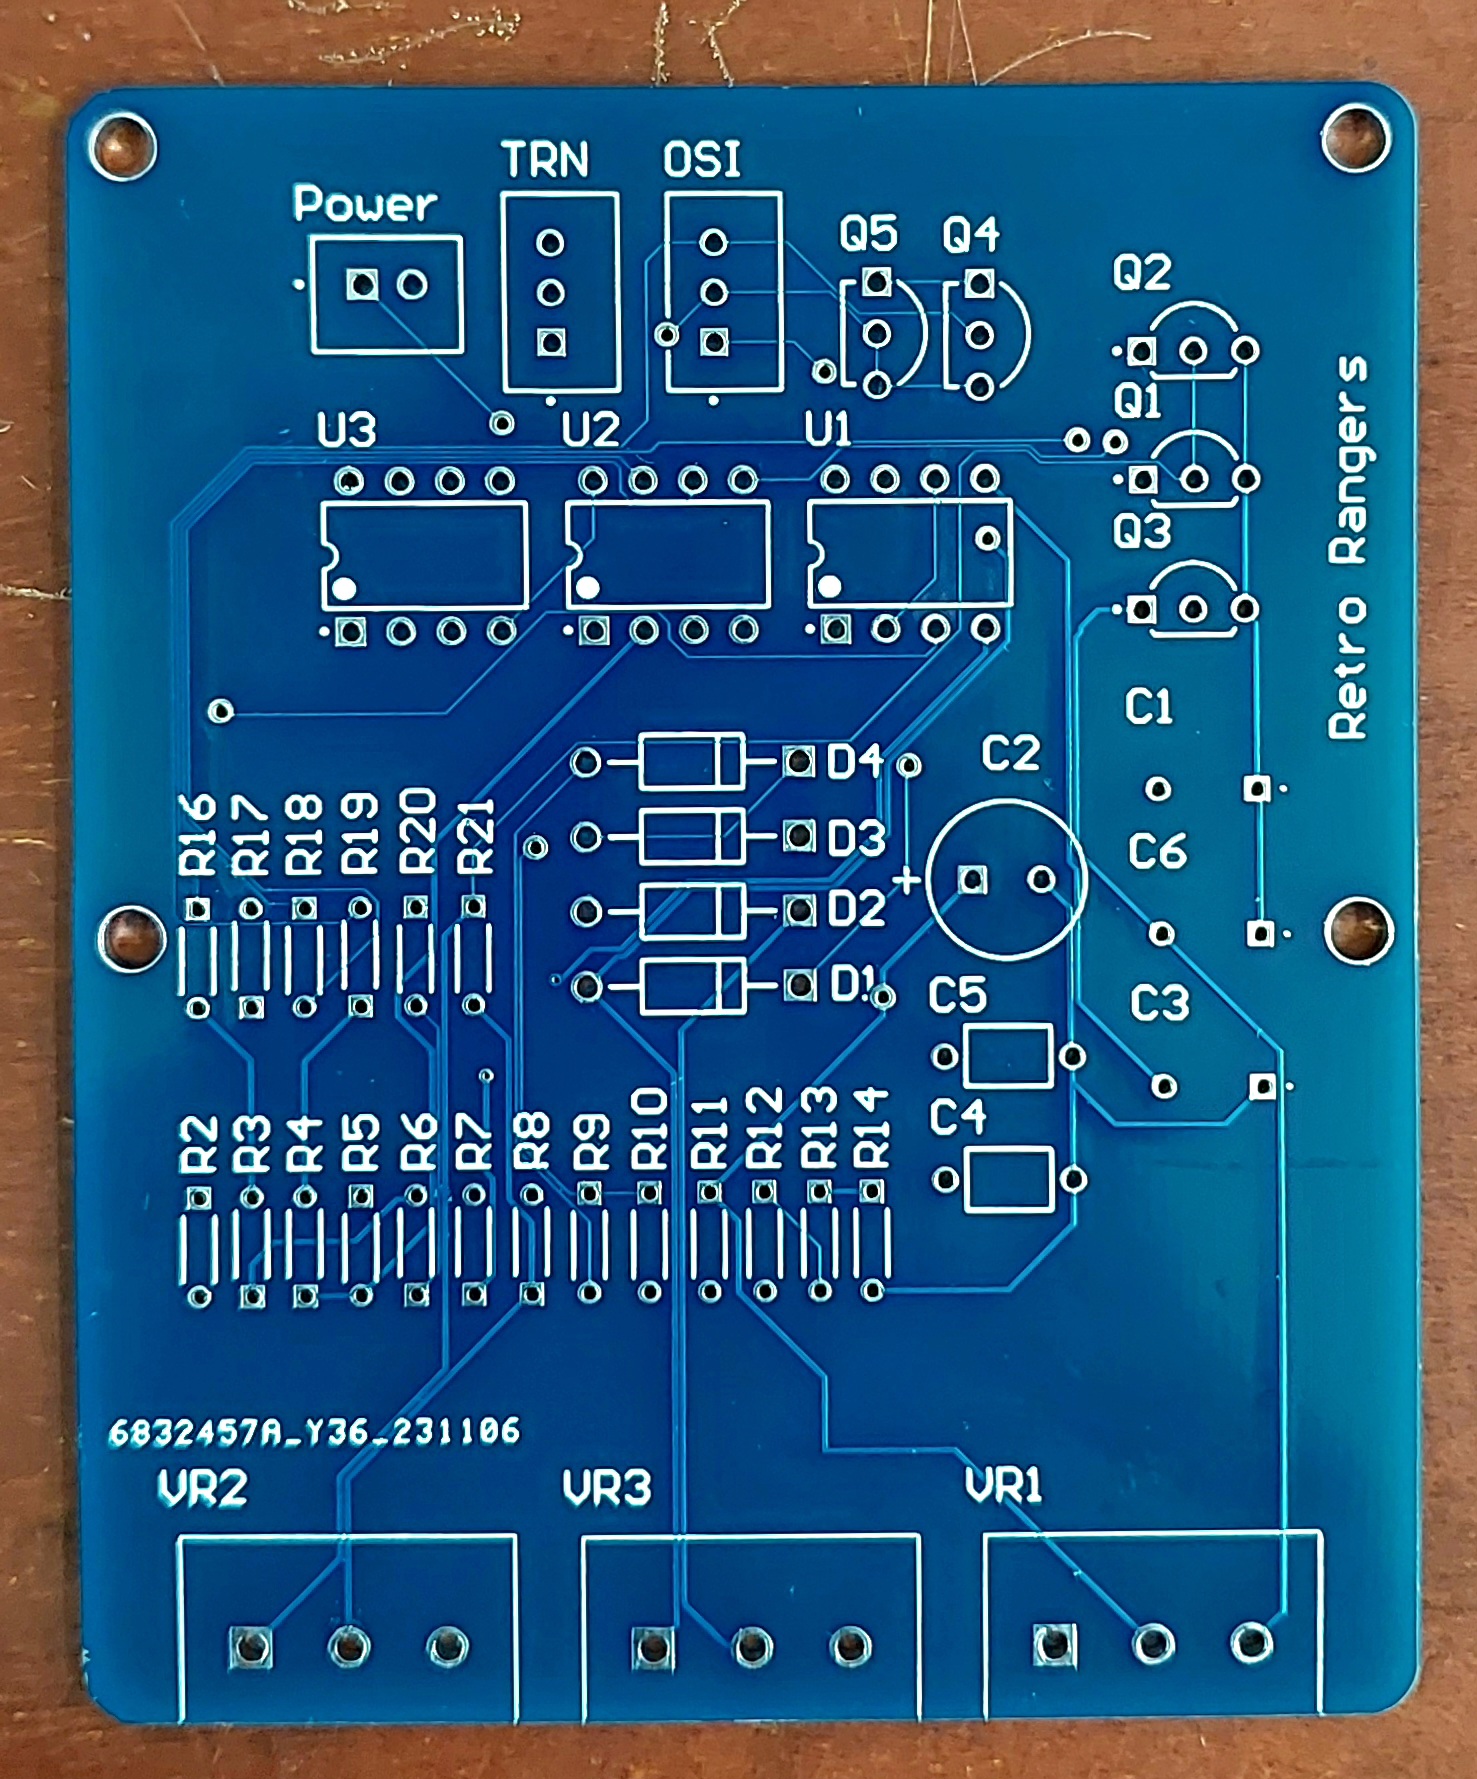 TRN OSI
Power
Q5 Q4
Q2
Q1
U3 U2 U1
Q3
Retro Rangers
C1
C2
D4
R16 R17 R18 R19 R20 R21
D3
C6
+
D2
D1
C5
C3
R2 R3 R4 R5 R6 R7 R8 R9 R10 R11 R12 R13 R14
C4
6832457A_Y36_231106
VR2 VR3 VR1